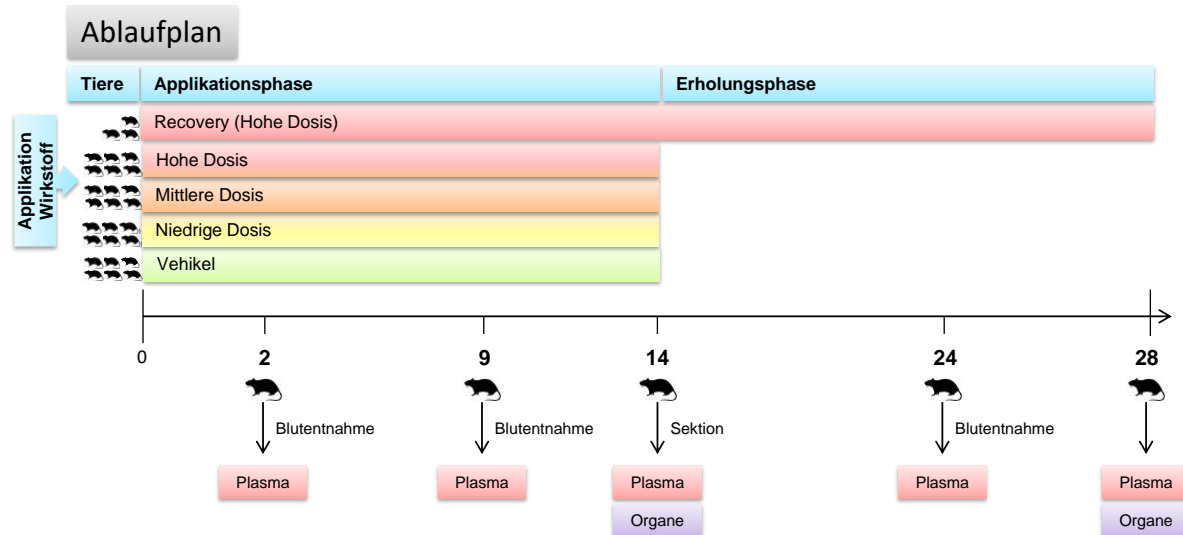 Ablaufplan
Tiere Applikationsphase Erholungsphase
Applikation
Wirkstoff
Recovery (Hohe Dosis)
Hohe Dosis
Mittlere Dosis
Niedrige Dosis
Vehikel
0 2 9 14 24 28
Blutentnahme Blutentnahme Sektion Blutentnahme
Plasma Plasma Plasma Plasma Plasma
Organe Organe